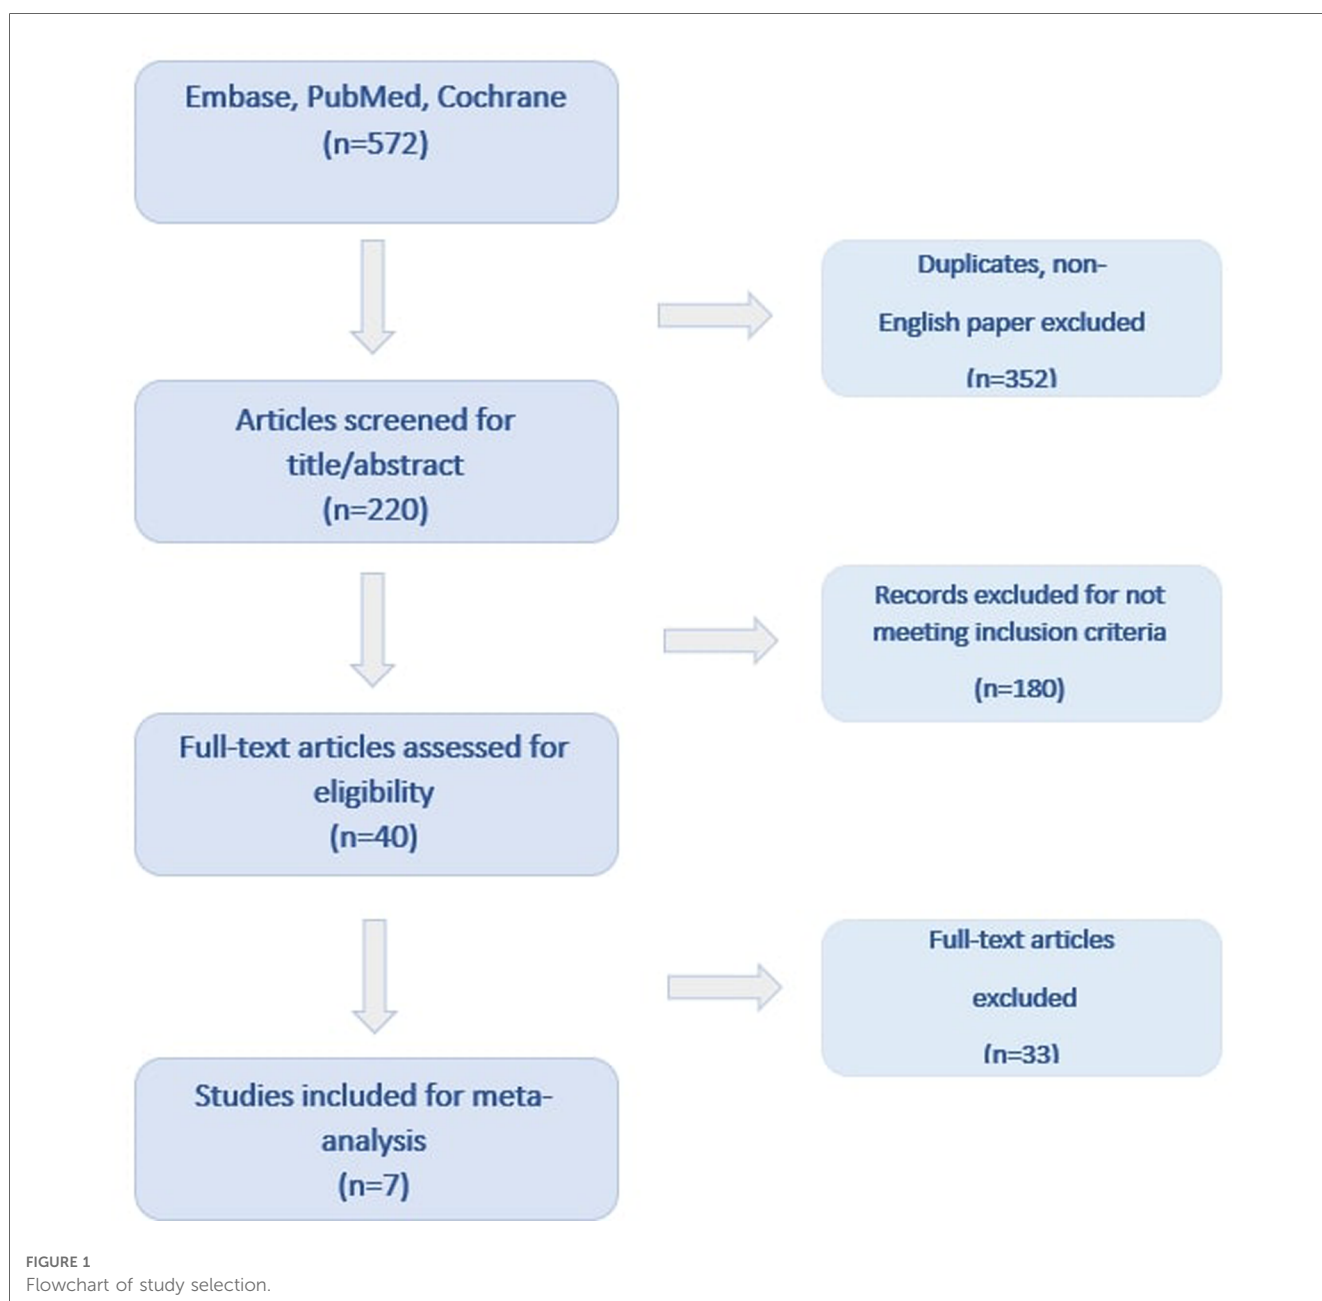 Embase, PubMed, Cochrane
(n=572)
Duplicates, non-
English paper excluded
(n=352)
Articles screened for
title/abstract
(n=220)
Records excluded for not
meeting inclusion criteria
(n=180)
Full-text articles assessed for
eligibility
(n=40)
Full-text articles
excluded
(n=33)
Studies included for meta-
analysis
(n=7)
FIGURE 1
Flowchart of study selection.